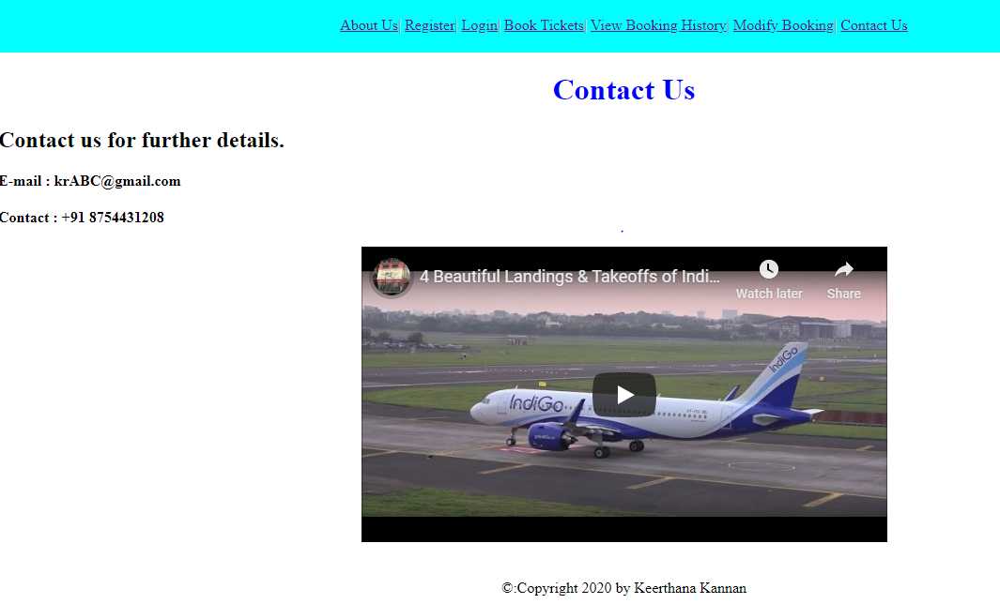 About Us| Register| Login| Book Tickets| View Booking History| Modify Booking| Contact Us
Contact Us
Contact us for further details.
E-mail : krABC@gmail.com
Contact : +91 8754431208
.
4 Beautiful Landings & Takeoffs of Indi...
Watch later
Share
IndiGo
IndiGo
©:Copyright 2020 by Keerthana Kannan